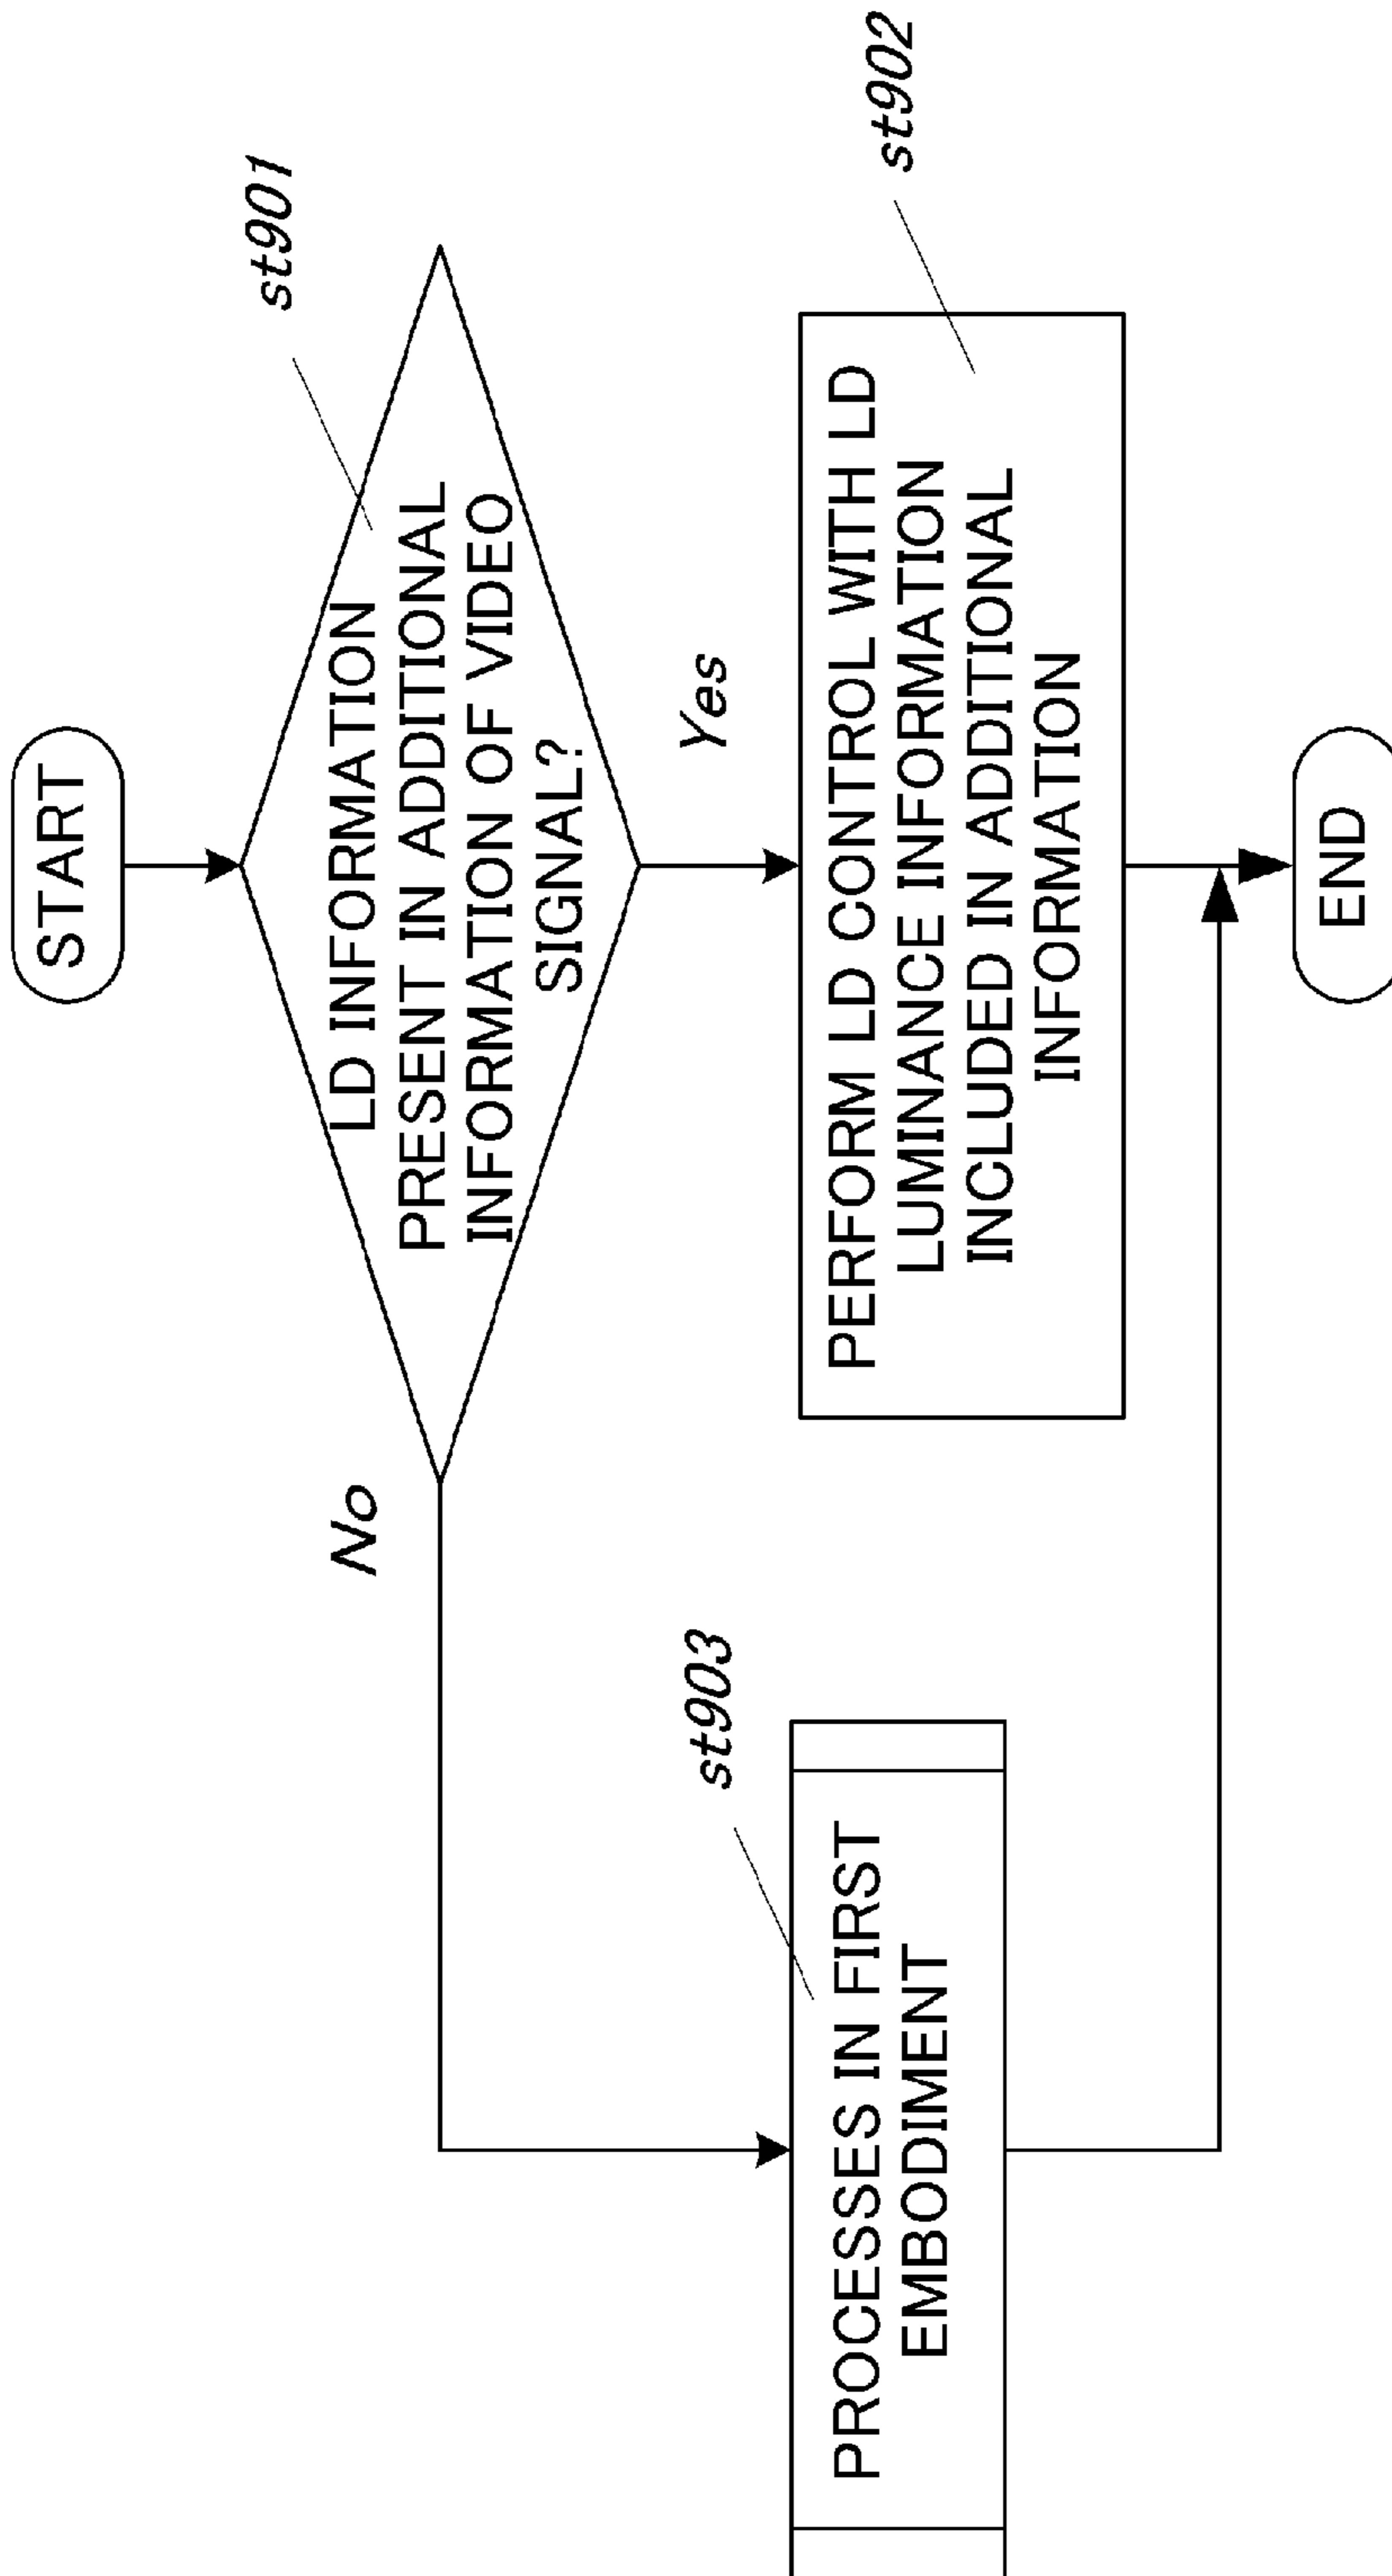 START
st901
LD INFORMATION
PRESENT IN ADDITIONAL
INFORMATION OF VIDEO
SIGNAL?
No
Yes
st903
PROCESSES IN FIRST
EMBODIMENT
st902
PERFORM LD CONTROL WITH LD
LUMINANCE INFORMATION
INCLUDED IN ADDITIONAL
INFORMATION
END